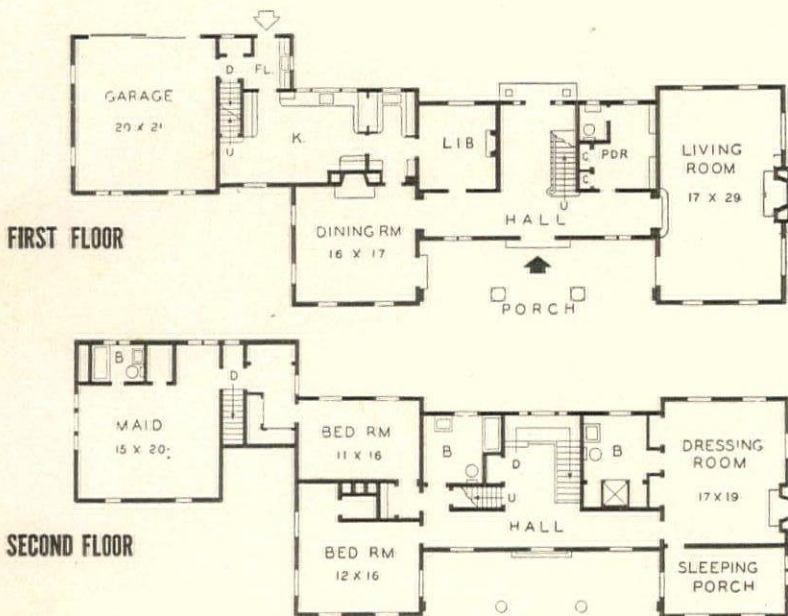 D
FL.
GARAGE
20 X 21
U
K.
LIB
C
C
PDR
U
LIVING
ROOM
17 X 29
HALL
FIRST FLOOR
DINING RM
16 X 17
PORCH
B
D
MAID
15 X 20
BED RM
11 X 16
B
D
U
B
DRESSING
ROOM
17 X 19
HALL
SECOND FLOOR
BED RM
12 X 16
SLEEPING
PORCH